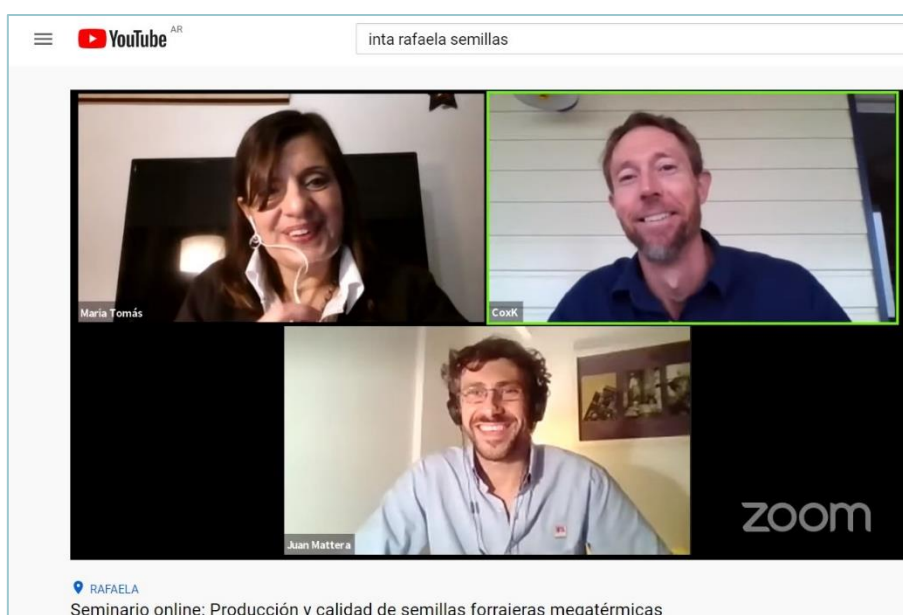 YouTube AR
inta rafaela semillas
María Tomás
CoxK
Juan Mattera
zoom
RAFAELA
Seminario online: Producción y calidad de semillas forrajeras megatérmicas